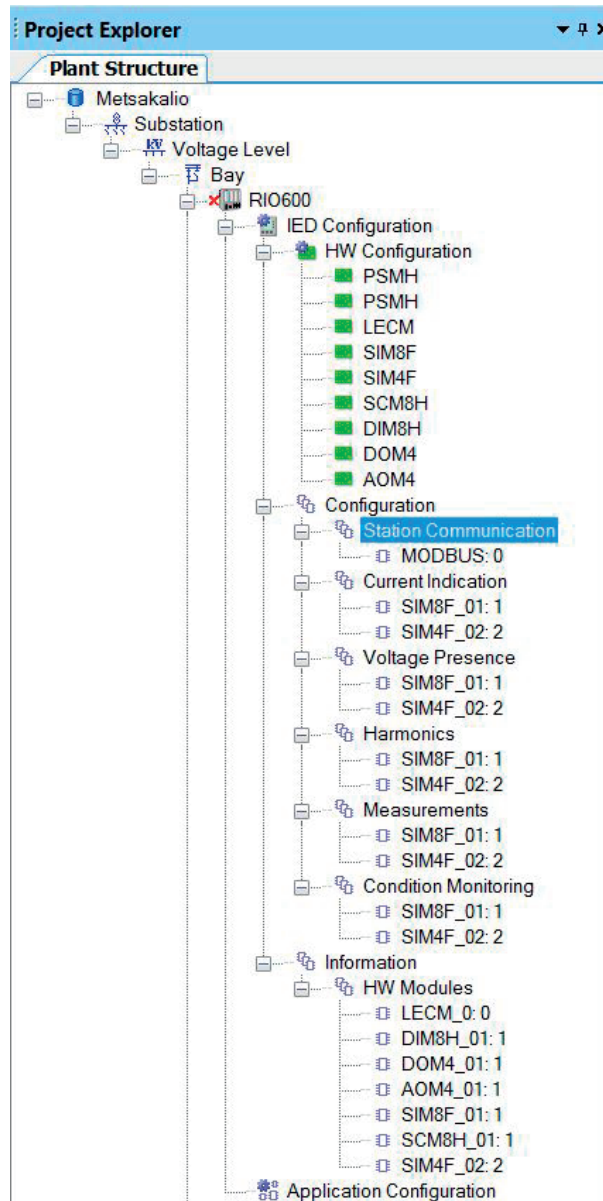 Project Explorer
Plant Structure
Metsakalio
Substation
Voltage Level
Bay
RIO600
IED Configuration
HW Configuration
PSMH
PSMH
LECM
SIM8F
SIM4F
SCM8H
DIM8H
DOM4
AOM4
Configuration
Station Communication
MODBUS: 0
Current Indication
SIM8F_01: 1
SIM4F_02: 2
Voltage Presence
SIM8F_01: 1
SIM4F_02: 2
Harmonics
SIM8F_01: 1
SIM4F_02: 2
Measurements
SIM8F_01: 1
SIM4F_02: 2
Condition Monitoring
SIM8F_01: 1
SIM4F_02: 2
Information
HW Modules
LECM_0: 0
DIM8H_01: 1
DOM4_01: 1
AOM4_01: 1
SIM8F_01: 1
SCM8H_01: 1
SIM4F_02: 2
Application Configuration